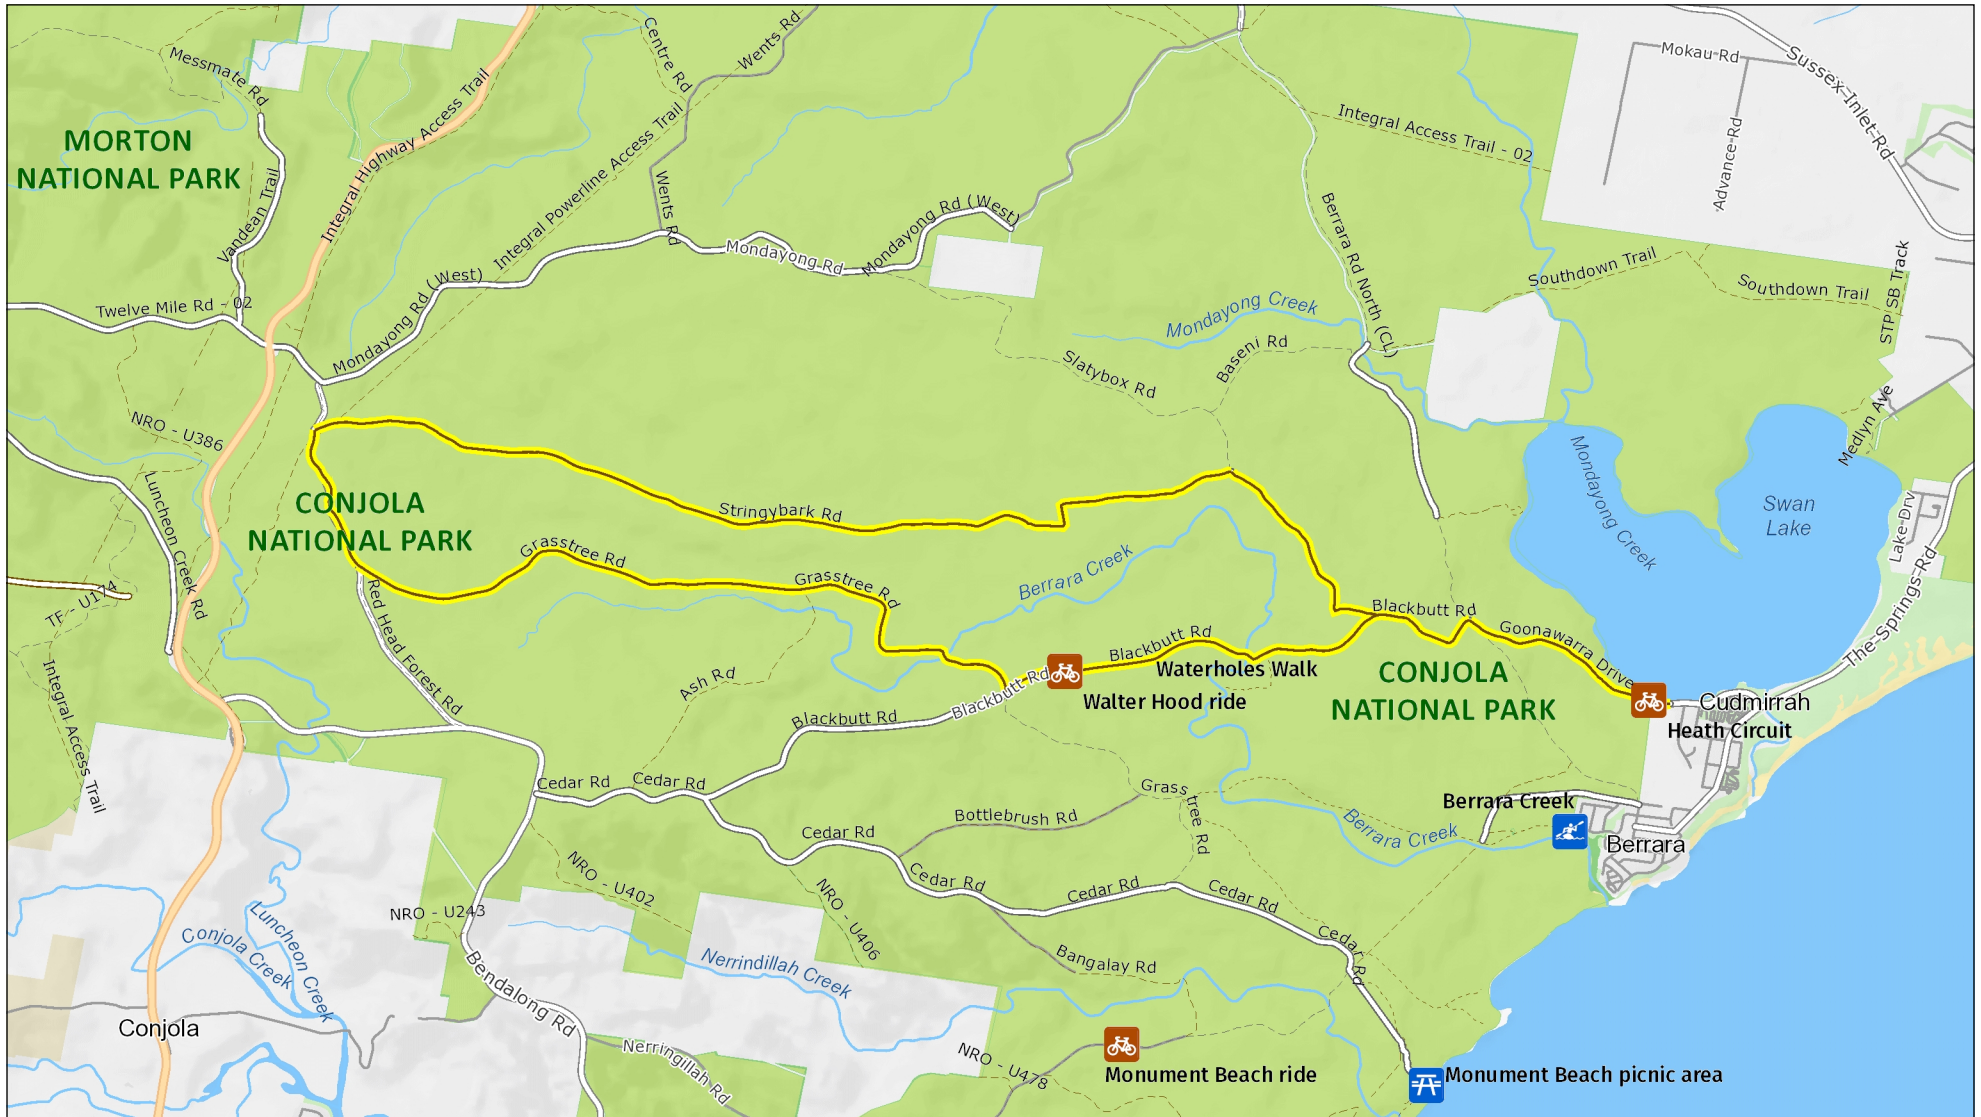 Messmate Rd
Centre Rd
Wents Rd
Mokau Rd
Sussex Inlet Rd
Integral Highway Access Trail
MORTON
NATIONAL PARK
Integral Powerline Access Trail
Integral Access Trail - 02
Advance Rd
Vandean Trail
Wents Rd
Mondayong Rd (West)
Berrara Rd North (CL)
Mondayong Rd
Southdown Trail
Southdown Trail
STP SB Track
Twelve Mile Rd - 02
Mondayong Rd (West)
Mondayong Creek
Baseni Rd
Slatybox Rd
NRO - U386
Medlyn Ave
Luncheon Creek Rd
Mondayong Creek
Swan
Lake
CONJOLA
NATIONAL PARK
Stringybark Rd
Lake Drv
Grasstree Rd
Berrara Creek
Grasstree Rd
The Springs Rd
TF - U174
Red Head Forest Rd
Blackbutt Rd
Goonawarra Drive
Blackbutt Rd
Waterholes Walk
Integral Access Trail
Ash Rd
Blackbutt Rd
Walter Hood ride
CONJOLA
NATIONAL PARK
Cudmirrah
Heath Circuit
Blackbutt Rd
Cedar Rd
Cedar Rd
Grasstree Rd
Berrara Creek
Bottlebrush Rd
Berrara Creek
Cedar Rd
Berrara
NRO - U402
Cedar Rd
Cedar Rd
Cedar Rd
NRO - U243
NRO - U406
Luncheon Creek
Conjola Creek
Cedar Rd
Nerrindillah Creek
Bangalay Rd
Bendalong Rd
Conjola
Nerringillah Rd
NRO - U478
Monument Beach ride
Monument Beach picnic area